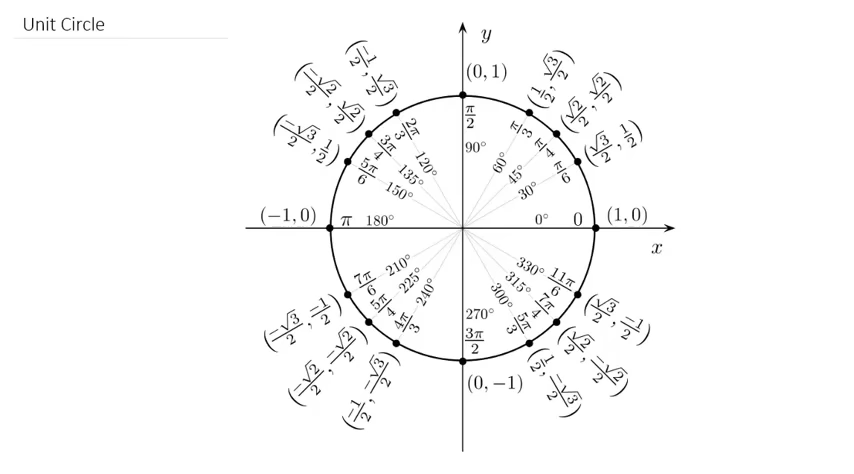 Unit Circle
y
x
(0, 1)
π/2
90°
(1/2, √3/2)
π/3
60°
(√2/2, √2/2)
π/4
45°
(√3/2, 1/2)
π/6
30°
(1, 0)
0
0°
(-1/2, √3/2)
2π/3
120°
(-√2/2, √2/2)
3π/4
135°
(-√3/2, 1/2)
5π/6
150°
(−1, 0)
π
180°
210°
7π/6
(-√3/2, -1/2)
225°
5π/4
(-√2/2, -√2/2)
240°
4π/3
(-1/2, -√3/2)
270°
3π/2
(0, −1)
300°
5π/3
(1/2, -√3/2)
315°
7π/4
(√2/2, -√2/2)
330°
11π/6
(√3/2, -1/2)